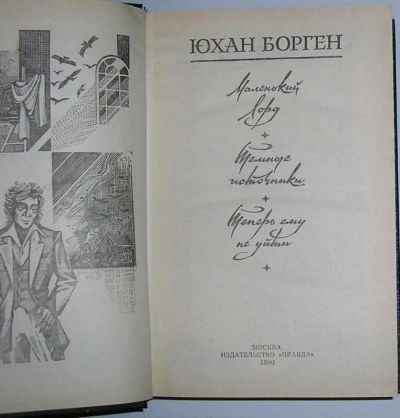 ЮХАН БОРГЕН
Маленький
Лорд
Темные
источники
Теперь ему
не уйти
МОСКВА
ИЗДАТЕЛЬСТВО «ПРАВДА»
1990